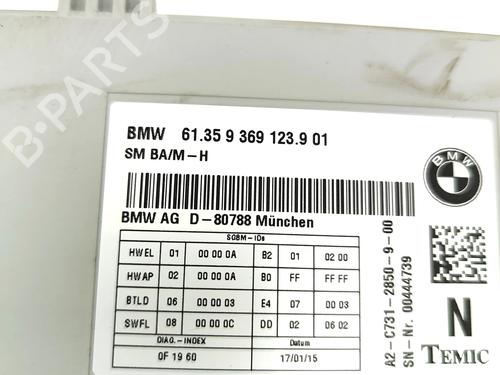 BMW 61.35 9 369 123.9 01
SM BA/M-H
BMW AG D-80788 München
SGBM-IDs
HWEL 01 00 00 0A B2 01 02 00
HWAP 02 00 00 0A B0 FF FF FF
BTLD 06 00 00 03 E4 07 00 03
SWFL 08 00 00 0C DD 02 06 02
DIAG.-INDEX Datum
0F 19 60 17/01/15
BMW
A2-C731-2850-9-00
SN-Nr. 00444739
N
TEMIC
B-PARTS